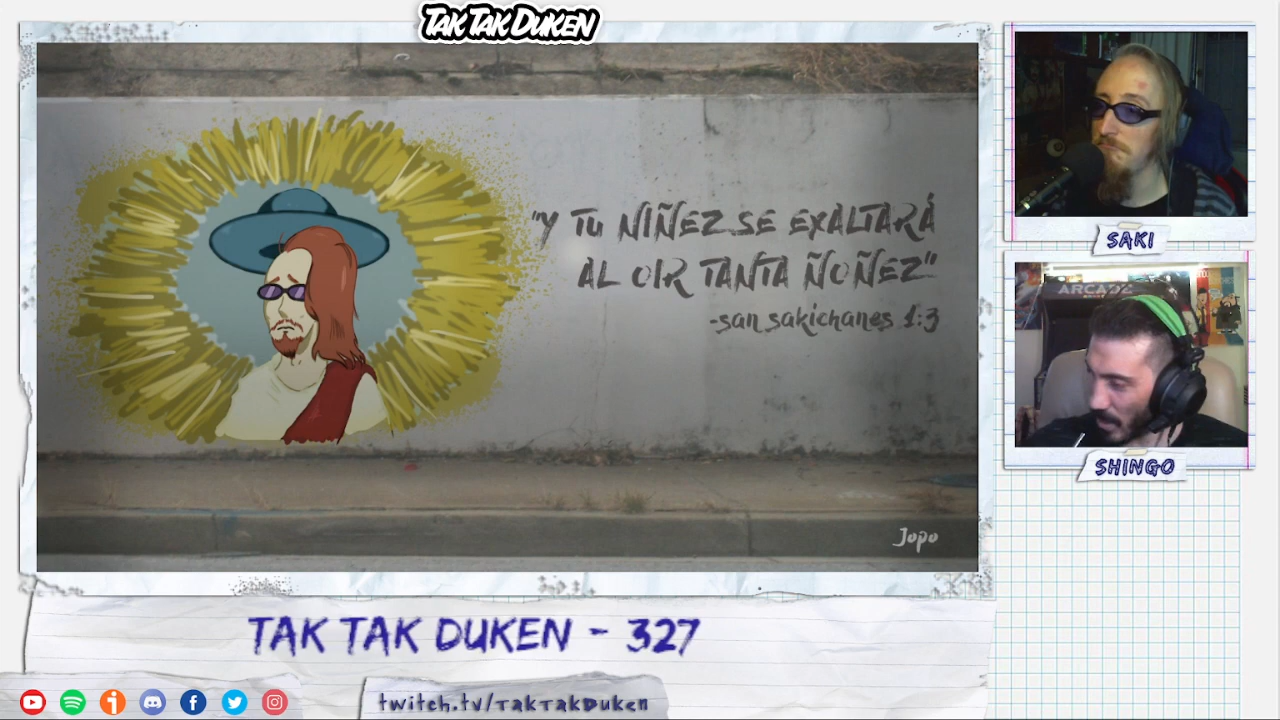 TAK TAK DUKEN
"Y TU NIÑEZ SE EXALTARÁ
AL OIR TANTA ÑOÑEZ"
-san sakichanes 1:3
Jopo
ARCADE
SAKI
SHINGO
TAK TAK DUKEN - 327
twitch.tv/TAKTAKDUKEN